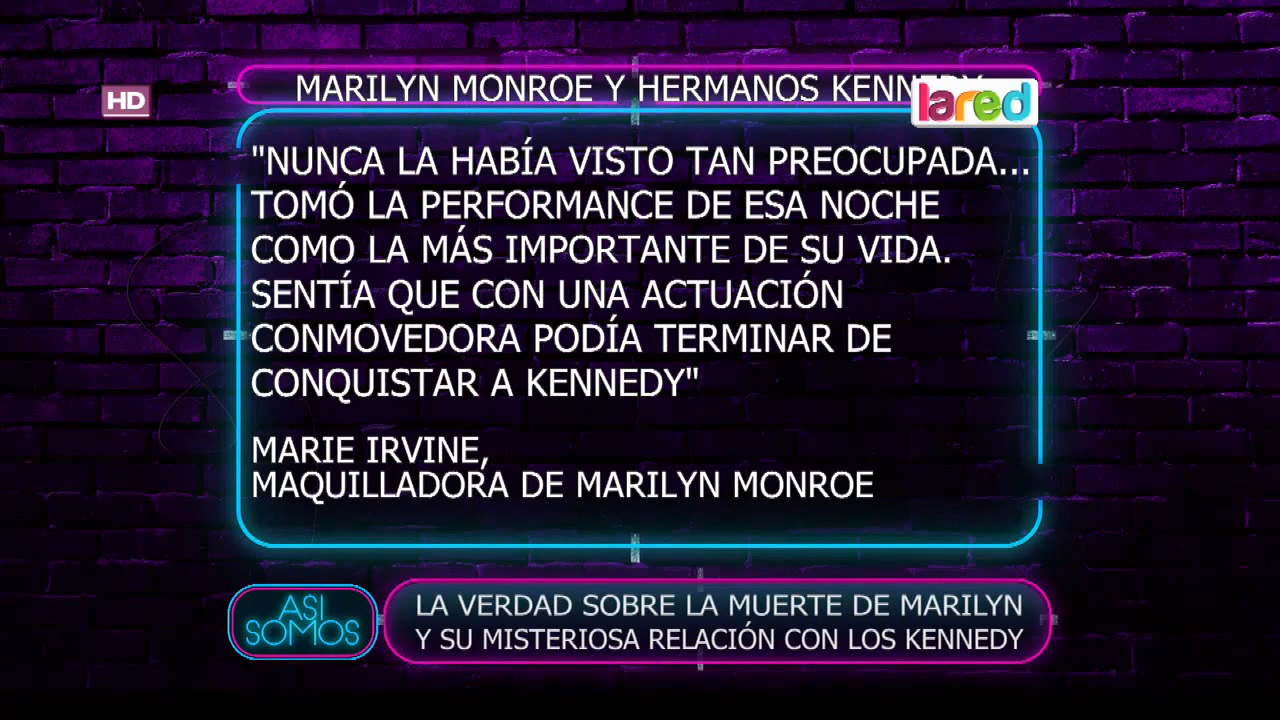 MARILYN MONROE Y HERMANOS KENNEDY
HD
lared
"NUNCA LA HABÍA VISTO TAN PREOCUPADA...
TOMÓ LA PERFORMANCE DE ESA NOCHE
COMO LA MÁS IMPORTANTE DE SU VIDA.
SENTÍA QUE CON UNA ACTUACIÓN
CONMOVEDORA PODÍA TERMINAR DE
CONQUISTAR A KENNEDY"
MARIE IRVINE,
MAQUILLADORA DE MARILYN MONROE
ASI
SOMOS
LA VERDAD SOBRE LA MUERTE DE MARILYN
Y SU MISTERIOSA RELACIÓN CON LOS KENNEDY